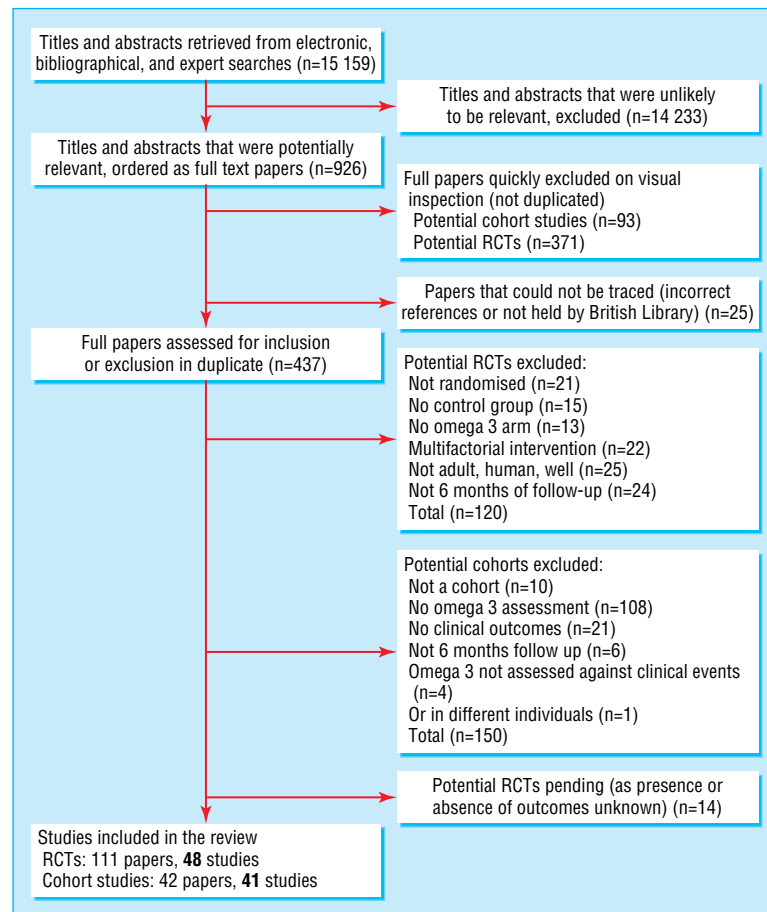 Titles and abstracts retrieved from electronic,
bibliographical, and expert searches (n=15 159)
Titles and abstracts that were unlikely
to be relevant, excluded (n=14 233)
Titles and abstracts that were potentially
relevant, ordered as full text papers (n=926)
Full papers quickly excluded on visual
inspection (not duplicated)
Potential cohort studies (n=93)
Potential RCTs (n=371)
Papers that could not be traced (incorrect
references or not held by British Library) (n=25)
Full papers assessed for inclusion
or exclusion in duplicate (n=437)
Potential RCTs excluded:
Not randomised (n=21)
No control group (n=15)
No omega 3 arm (n=13)
Multifactorial intervention (n=22)
Not adult, human, well (n=25)
Not 6 months of follow-up (n=24)
Total (n=120)
Potential cohorts excluded:
Not a cohort (n=10)
No omega 3 assessment (n=108)
No clinical outcomes (n=21)
Not 6 months follow up (n=6)
Omega 3 not assessed against clinical events
(n=4)
Or in different individuals (n=1)
Total (n=150)
Potential RCTs pending (as presence or
absence of outcomes unknown) (n=14)
Studies included in the review
RCTs: 111 papers, 48 studies
Cohort studies: 42 papers, 41 studies